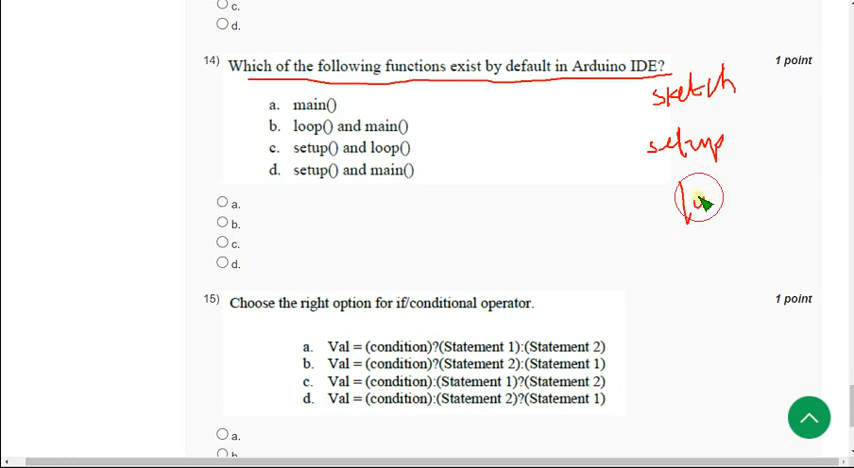 c.
d.
14) Which of the following functions exist by default in Arduino IDE? 1 point
a. main()
b. loop() and main()
c. setup() and loop()
d. setup() and main()
sketch
setup
a.
b.
c.
d.
15) Choose the right option for if/conditional operator. 1 point
a. Val = (condition)?(Statement 1):(Statement 2)
b. Val = (condition)?(Statement 2):(Statement 1)
c. Val = (condition):(Statement 1)?(Statement 2)
d. Val = (condition):(Statement 2)?(Statement 1)
a.
b.